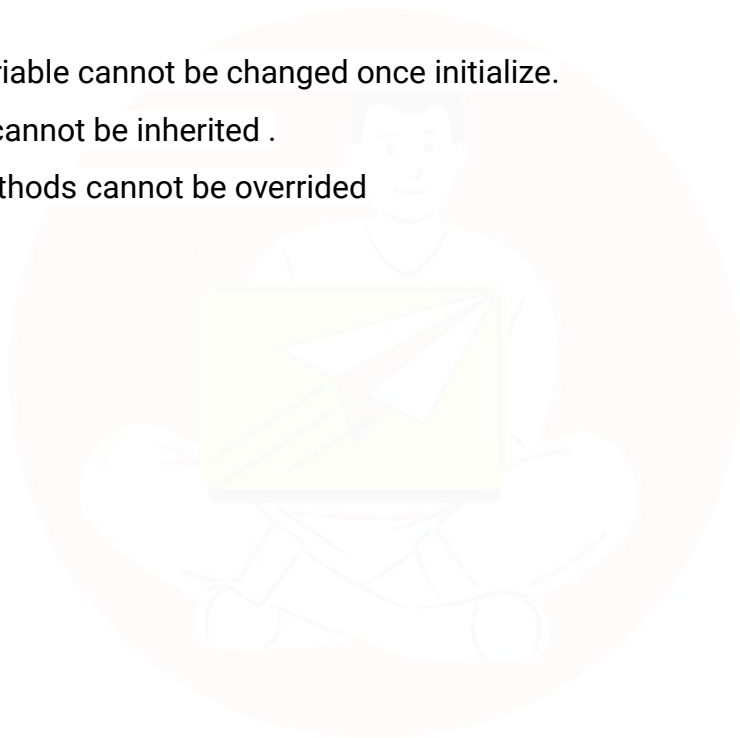 riable cannot be changed once initialize.
cannot be inherited .
thods cannot be overrided